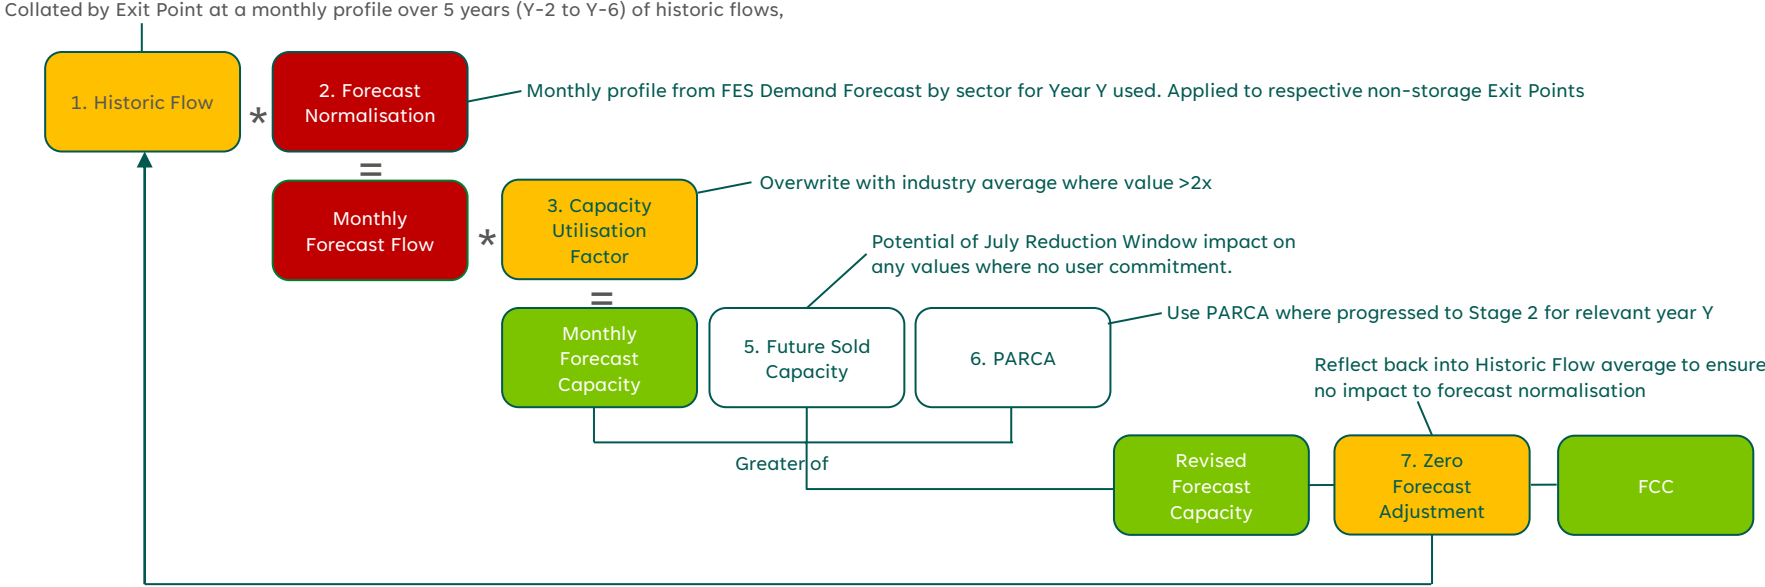 Collated by Exit Point at a monthly profile over 5 years (Y-2 to Y-6) of historic flows,
1. Historic Flow
*
2. Forecast
Normalisation
Monthly profile from FES Demand Forecast by sector for Year Y used. Applied to respective non-storage Exit Points
=
Monthly
Forecast Flow
*
3. Capacity
Utilisation
Factor
Overwrite with industry average where value >2x
=
Monthly
Forecast
Capacity
Potential of July Reduction Window impact on
any values where no user commitment.
5. Future Sold
Capacity
6. PARCA
Use PARCA where progressed to Stage 2 for relevant year Y
Greater of
Revised
Forecast
Capacity
Reflect back into Historic Flow average to ensure
no impact to forecast normalisation
7. Zero
Forecast
Adjustment
FCC